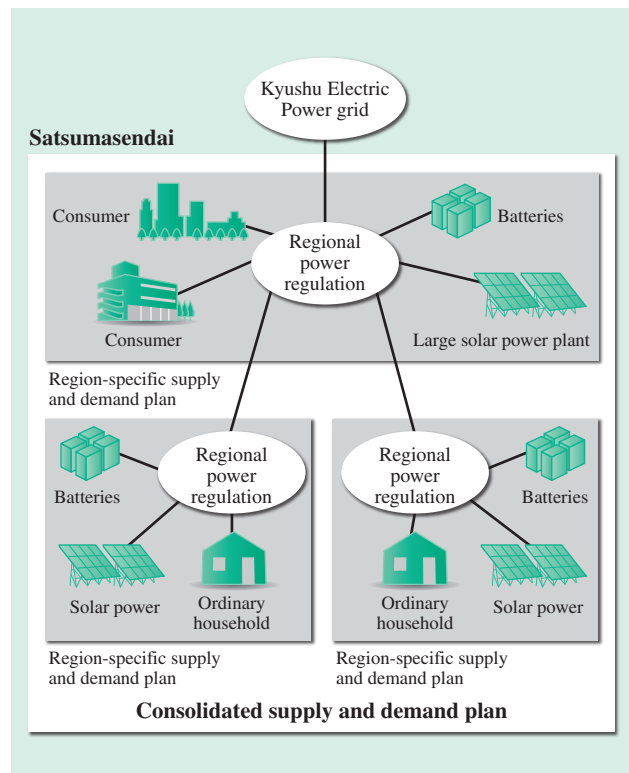 Kyushu Electric
Power grid
Satsumasendai
Consumer
Batteries
Regional
power
regulation
Consumer
Large solar power plant
Region-specific supply
and demand plan
Regional
power
regulation
Batteries
Solar power
Ordinary
household
Region-specific supply
and demand plan
Regional
power
regulation
Batteries
Ordinary
household
Solar power
Region-specific supply
and demand plan
Consolidated supply and demand plan